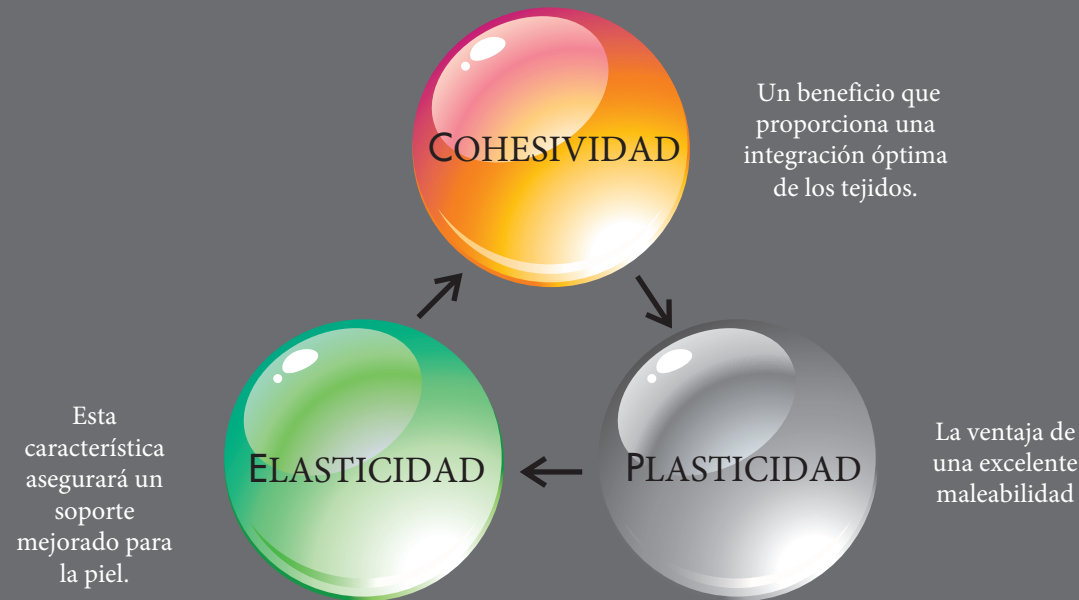 COHESIVIDAD
Un beneficio que
proporciona una
integración óptima
de los tejidos.
ELASTICIDAD
Esta
característica
asegurará un
soporte
mejorado para
la piel.
PLASTICIDAD
La ventaja de
una excelente
maleabilidad